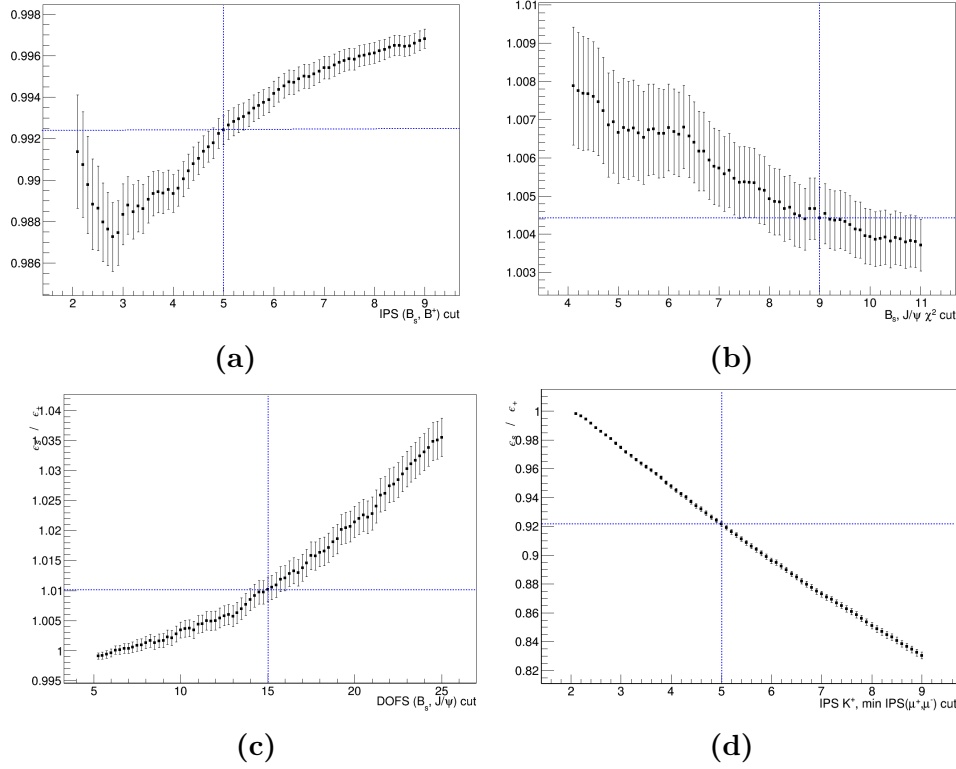 0.998
0.996
0.994
0.992
0.99
0.988
0.986
2 3 4 5 6 7 8 9
IPS (B_s, B⁺) cut
(a)
1.01
1.009
1.008
1.007
1.006
1.005
1.004
1.003
4 5 6 7 8 9 10 11
B_s, J/ψ χ² cut
(b)
1.04
1.035
1.03
1.025
1.02
1.015
1.01
1.005
1
0.995
5 10 15 20 25
DOFS (B_s, J/ψ) cut
(c)
ϵ_s / ϵ_+
1
0.98
0.96
0.94
0.92
0.9
0.88
0.86
0.84
0.82
2 3 4 5 6 7 8 9
IPS K⁺, min IPS(μ⁺,μ⁻) cut
(d)